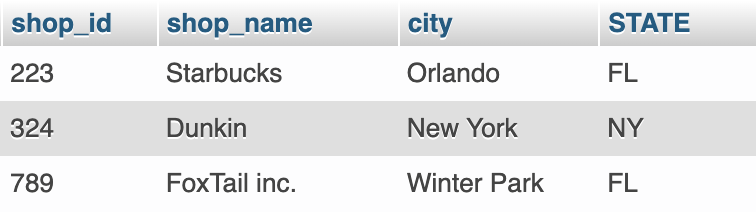 shop_id shop_name city STATE
223 Starbucks Orlando FL
324 Dunkin New York NY
789 FoxTail inc. Winter Park FL